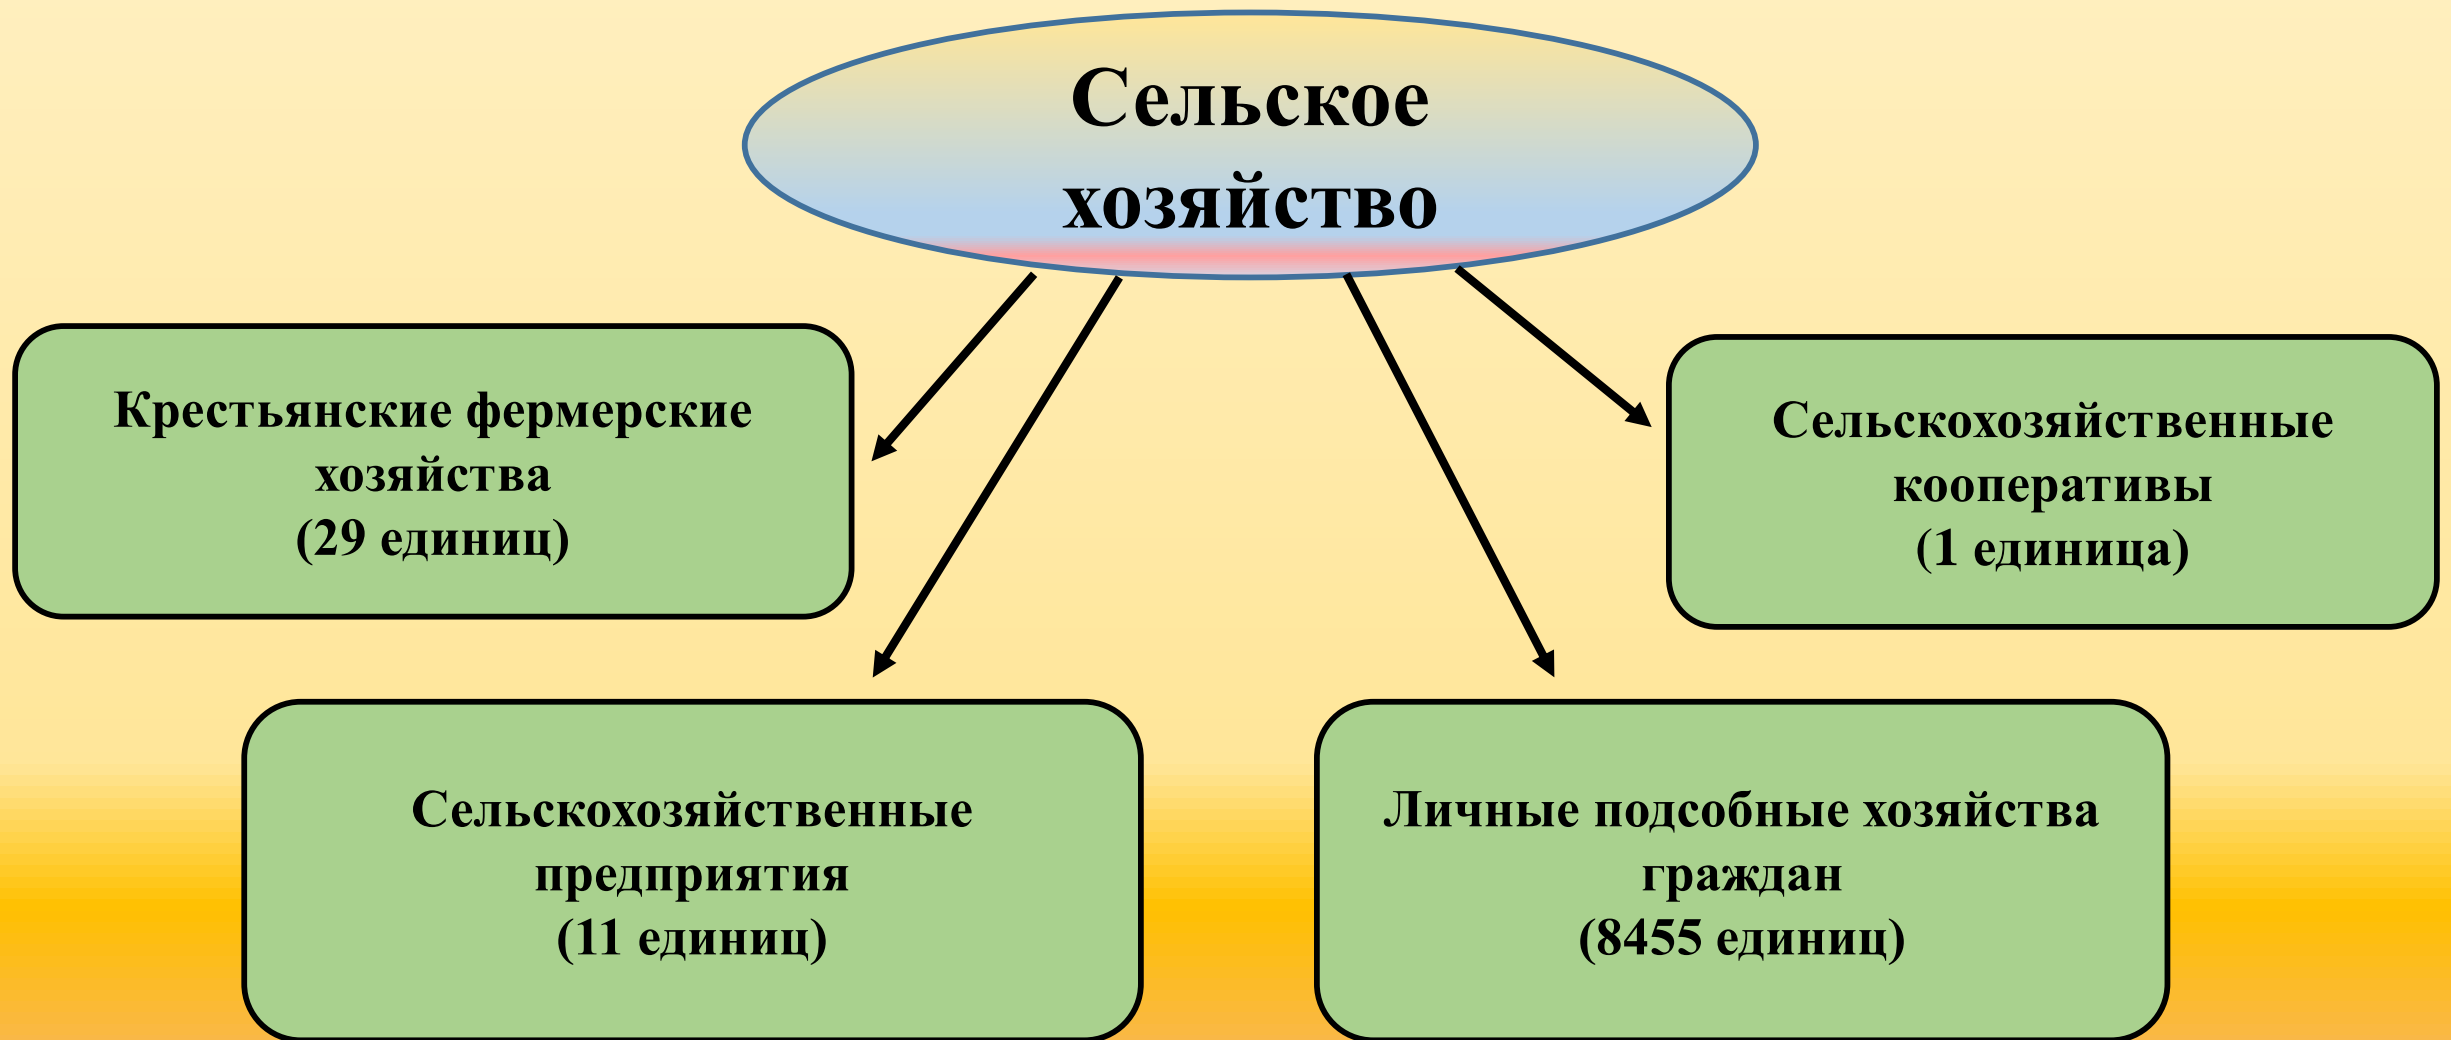 Сельское
хозяйство
Крестьянские фермерские
хозяйства
(29 единиц)
Сельскохозяйственные
кооперативы
(1 единица)
Сельскохозяйственные
предприятия
(11 единиц)
Личные подсобные хозяйства
граждан
(8455 единиц)